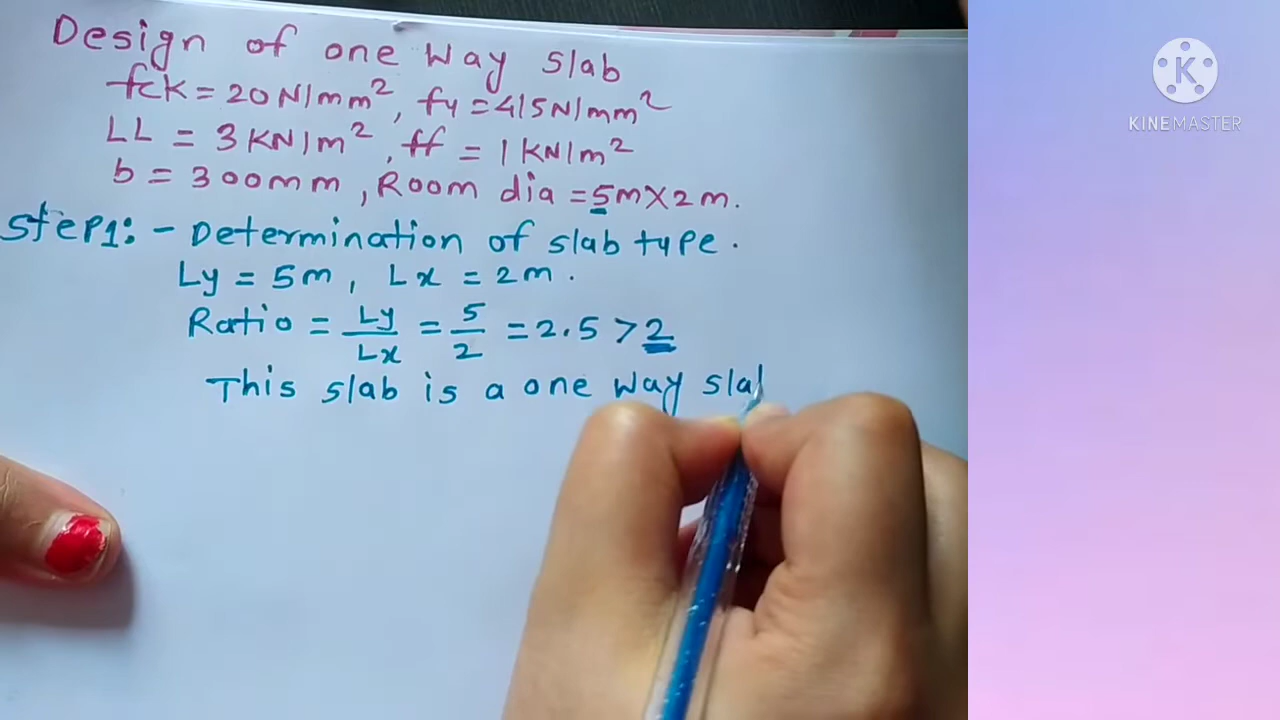 Design of one way slab
fck = 20 N/mm², fy = 415 N/mm²
LL = 3 KN/m², ff = 1 KN/m²
b = 300mm, Room dia = 5m X 2m.
Step1:- Determination of slab type.
Ly = 5m, Lx = 2m.
Ratio = Ly/Lx = 5/2 = 2.5 > 2
This slab is a one way slab
K
KINEMASTER